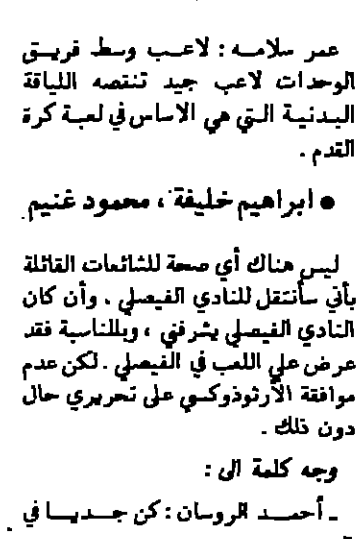 عمر سلامه : لاعب وسط فريق
الوحدات لاعب جيد تنتصه اللياقة
البدنية التي هي الاساس في لعبة كرة
القدم .
● ابراهيم خليفة ، محمود غنيم
ليس هناك أي صحة للشائعات القائلة
بأني سأنتقل للنادي الفيصلي . وأن كان
النادي الفيصلي يشرفني ، وبالمناسبة فقد
عرض علي اللعب في الفيصلي . لكن عدم
موافقة الأرثوذوكسي على تحريري حال
دون ذلك .
وجه كلمة الى :
ـ أحمد الروسان : كن جديا في